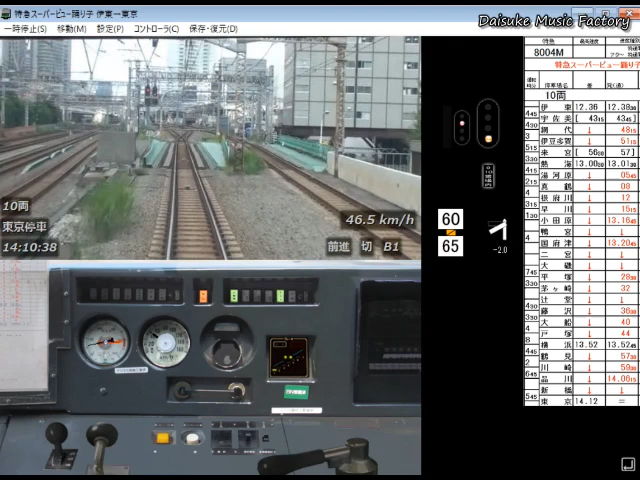 特急スーパービュー踊り子 伊東→東京
Daisuke Music Factory
一時停止(S) 移動(M) 設定(P) コントローラ(C) 保存・復元(D)
8004M
特急スーパービュー踊り子
10両
伊東 12.36 12.38
宇佐美 [ 43 43 ]
網代 ↓ 48
伊豆多賀 ↓ 51
来宮 [ 56 57 ]
熱海 13.00 13.01
湯河原 ↓ 05
真鶴 ↓ 08
根府川 ↓ 12
早川 ↓ 15
小田原 ↓ 13.16
鴨宮 ↓ ↓
国府津 ↓ 13.20
二宮 ↓ ↓
大磯 ↓ ↓
平塚 ↓ 28
茅ヶ崎 ↓ 32
辻堂 ↓ ↓
藤沢 ↓ 36
大船 ↓ 40
戸塚 ↓ 44
横浜 13.52 13.52
鶴見 ↓ 57
川崎 ↓ 59
品川 ↓ 14.06
新橋 ↓ ↓
東京 14.12 =
10両
東京停車
14:10:38
46.5 km/h
前進 切 B1
60
65
-2.0